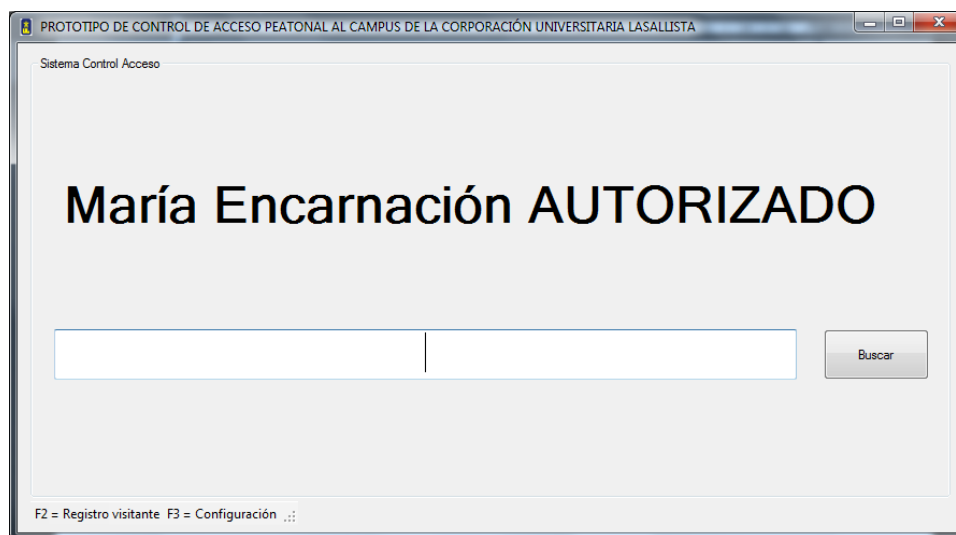 PROTOTIPO DE CONTROL DE ACCESO PEATONAL AL CAMPUS DE LA CORPORACIÓN UNIVERSITARIA LASALLISTA
Sistema Control Acceso
María Encarnación AUTORIZADO
Buscar
F2 = Registro visitante F3 = Configuración